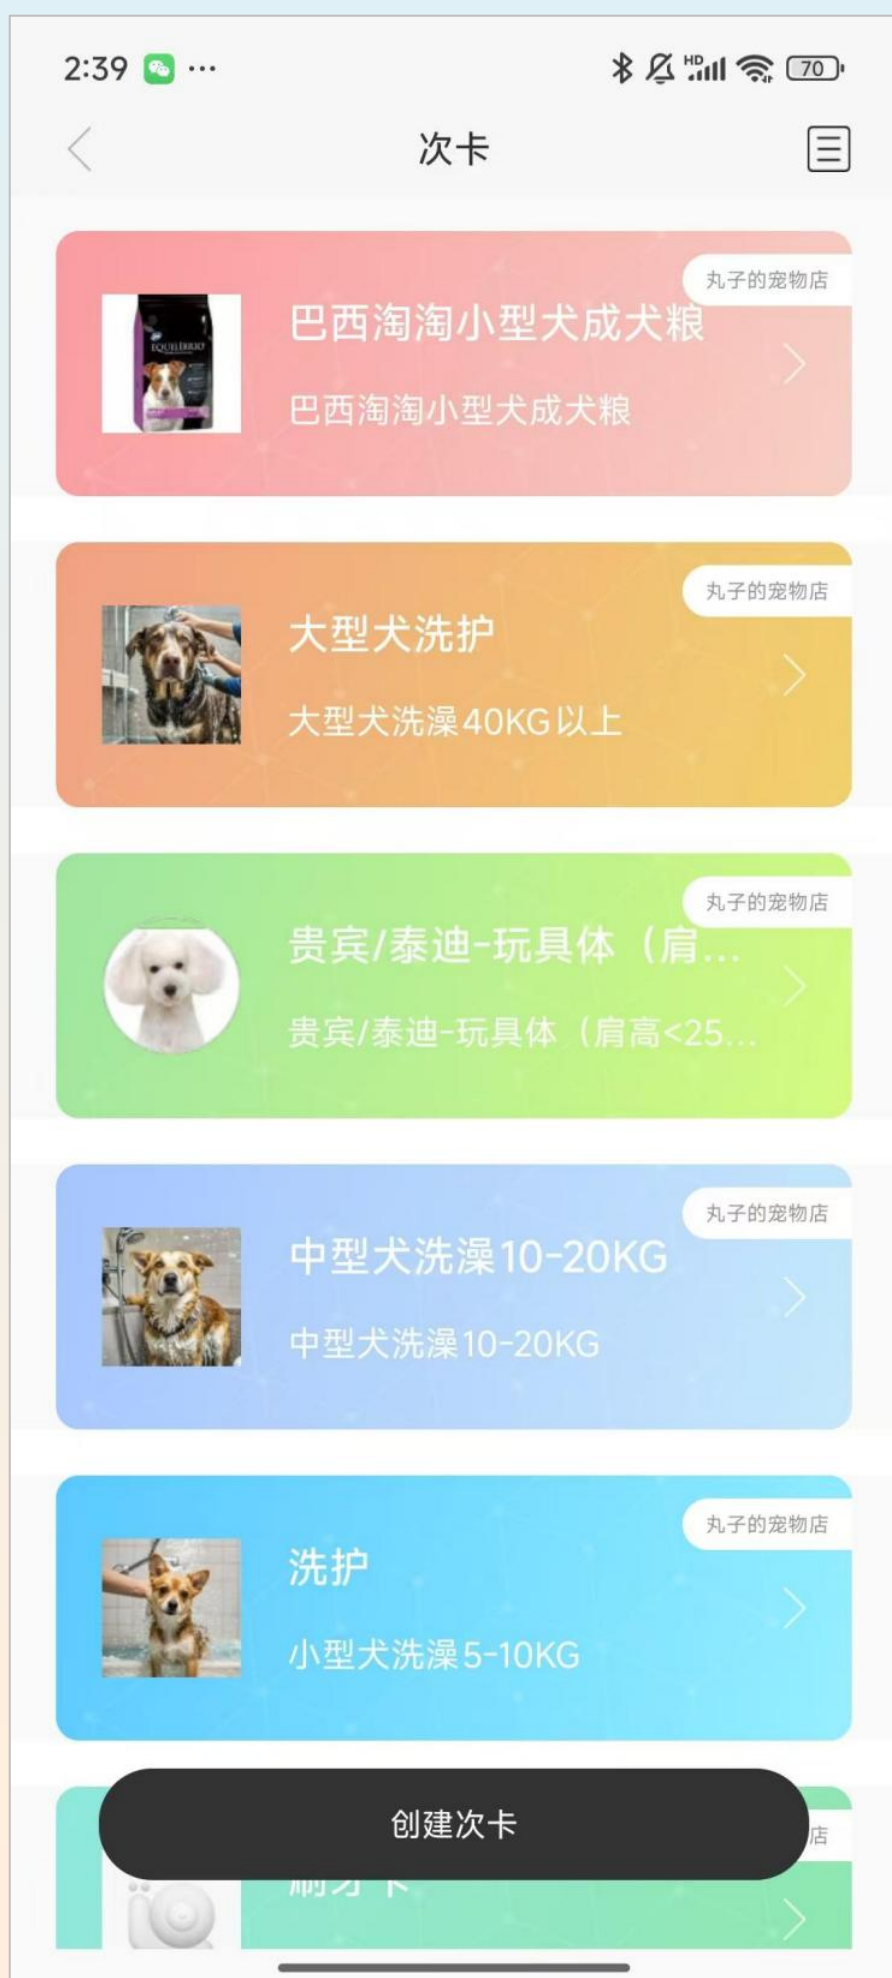 2:39
HD
70
次卡
丸子的宠物店
巴西淘淘小型犬成犬粮
巴西淘淘小型犬成犬粮
EQUILÍBRIO
丸子的宠物店
大型犬洗护
大型犬洗澡40KG以上
丸子的宠物店
贵宾/泰迪-玩具体（肩...
贵宾/泰迪-玩具体（肩高<25...
丸子的宠物店
中型犬洗澡10-20KG
中型犬洗澡10-20KG
丸子的宠物店
洗护
小型犬洗澡5-10KG
创建次卡
店
刷牙卡